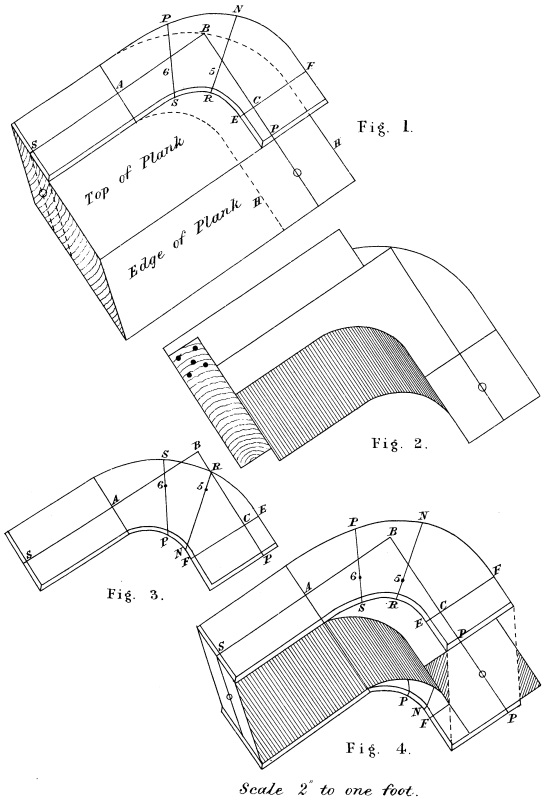 P N
B
A 6 5 F
S R C
S E P
Fig. 1.
H
Top of Plank
Edge of Plank H
Fig. 2.
B
S R
6 5
A C E
S P N
F P
Fig. 3.
P N
B
A 6 5 F
S R C
S E P
P N
F P
Fig. 4.
Scale 2" to one foot.